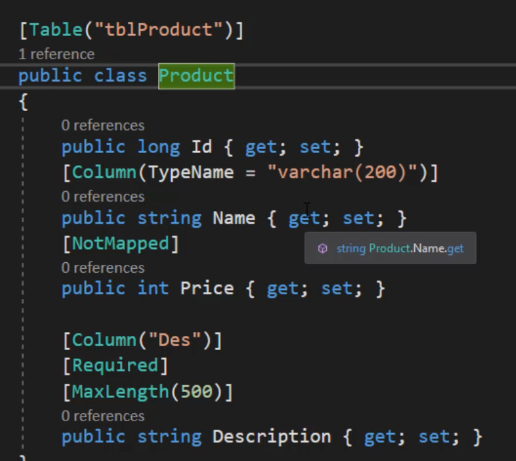 [Table("tblProduct")]
1 reference
public class Product
{
0 references
public long Id { get; set; }
[Column(TypeName = "varchar(200)")]
0 references
public string Name { get; set; }
[NotMapped]
string Product.Name.get
0 references
public int Price { get; set; }
[Column("Des")]
[Required]
[MaxLength(500)]
0 references
public string Description { get; set; }
}